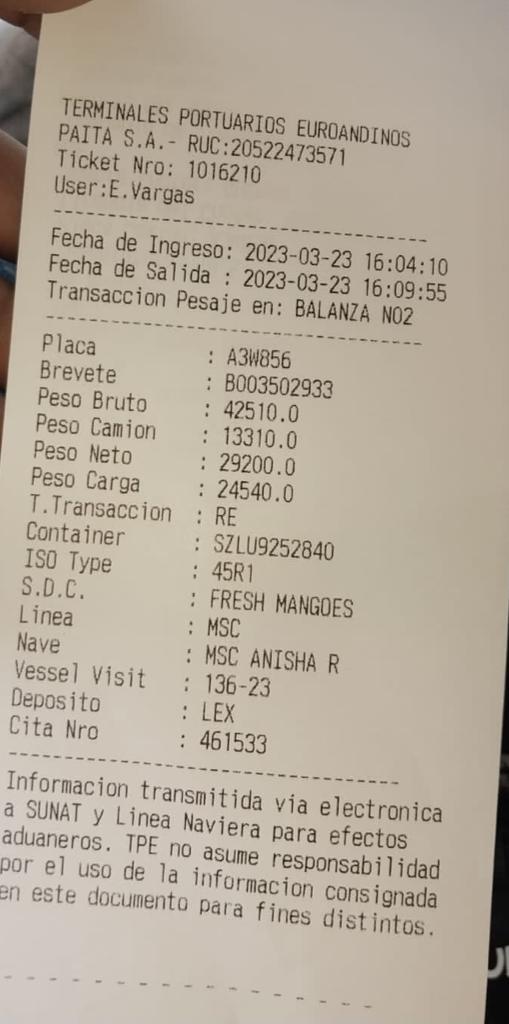 TERMINALES PORTUARIOS EUROANDINOS
PAITA S.A.- RUC:20522473571
Ticket Nro: 1016210
User:E.Vargas
Fecha de Ingreso: 2023-03-23 16:04:10
Fecha de Salida : 2023-03-23 16:09:55
Transaccion Pesaje en: BALANZA NO2
Placa : A3W856
Brevete : B003502933
Peso Bruto : 42510.0
Peso Camion : 13310.0
Peso Neto : 29200.0
Peso Carga : 24540.0
T.Transaccion : RE
Container : SZLU9252840
ISO Type : 45R1
S.D.C. : FRESH MANGOES
Linea : MSC
Nave : MSC ANISHA R
Vessel Visit : 136-23
Deposito : LEX
Cita Nro : 461533
Informacion transmitida via electronica
a SUNAT y Linea Naviera para efectos
aduaneros. TPE no asume responsabilidad
por el uso de la informacion consignada
en este documento para fines distintos.